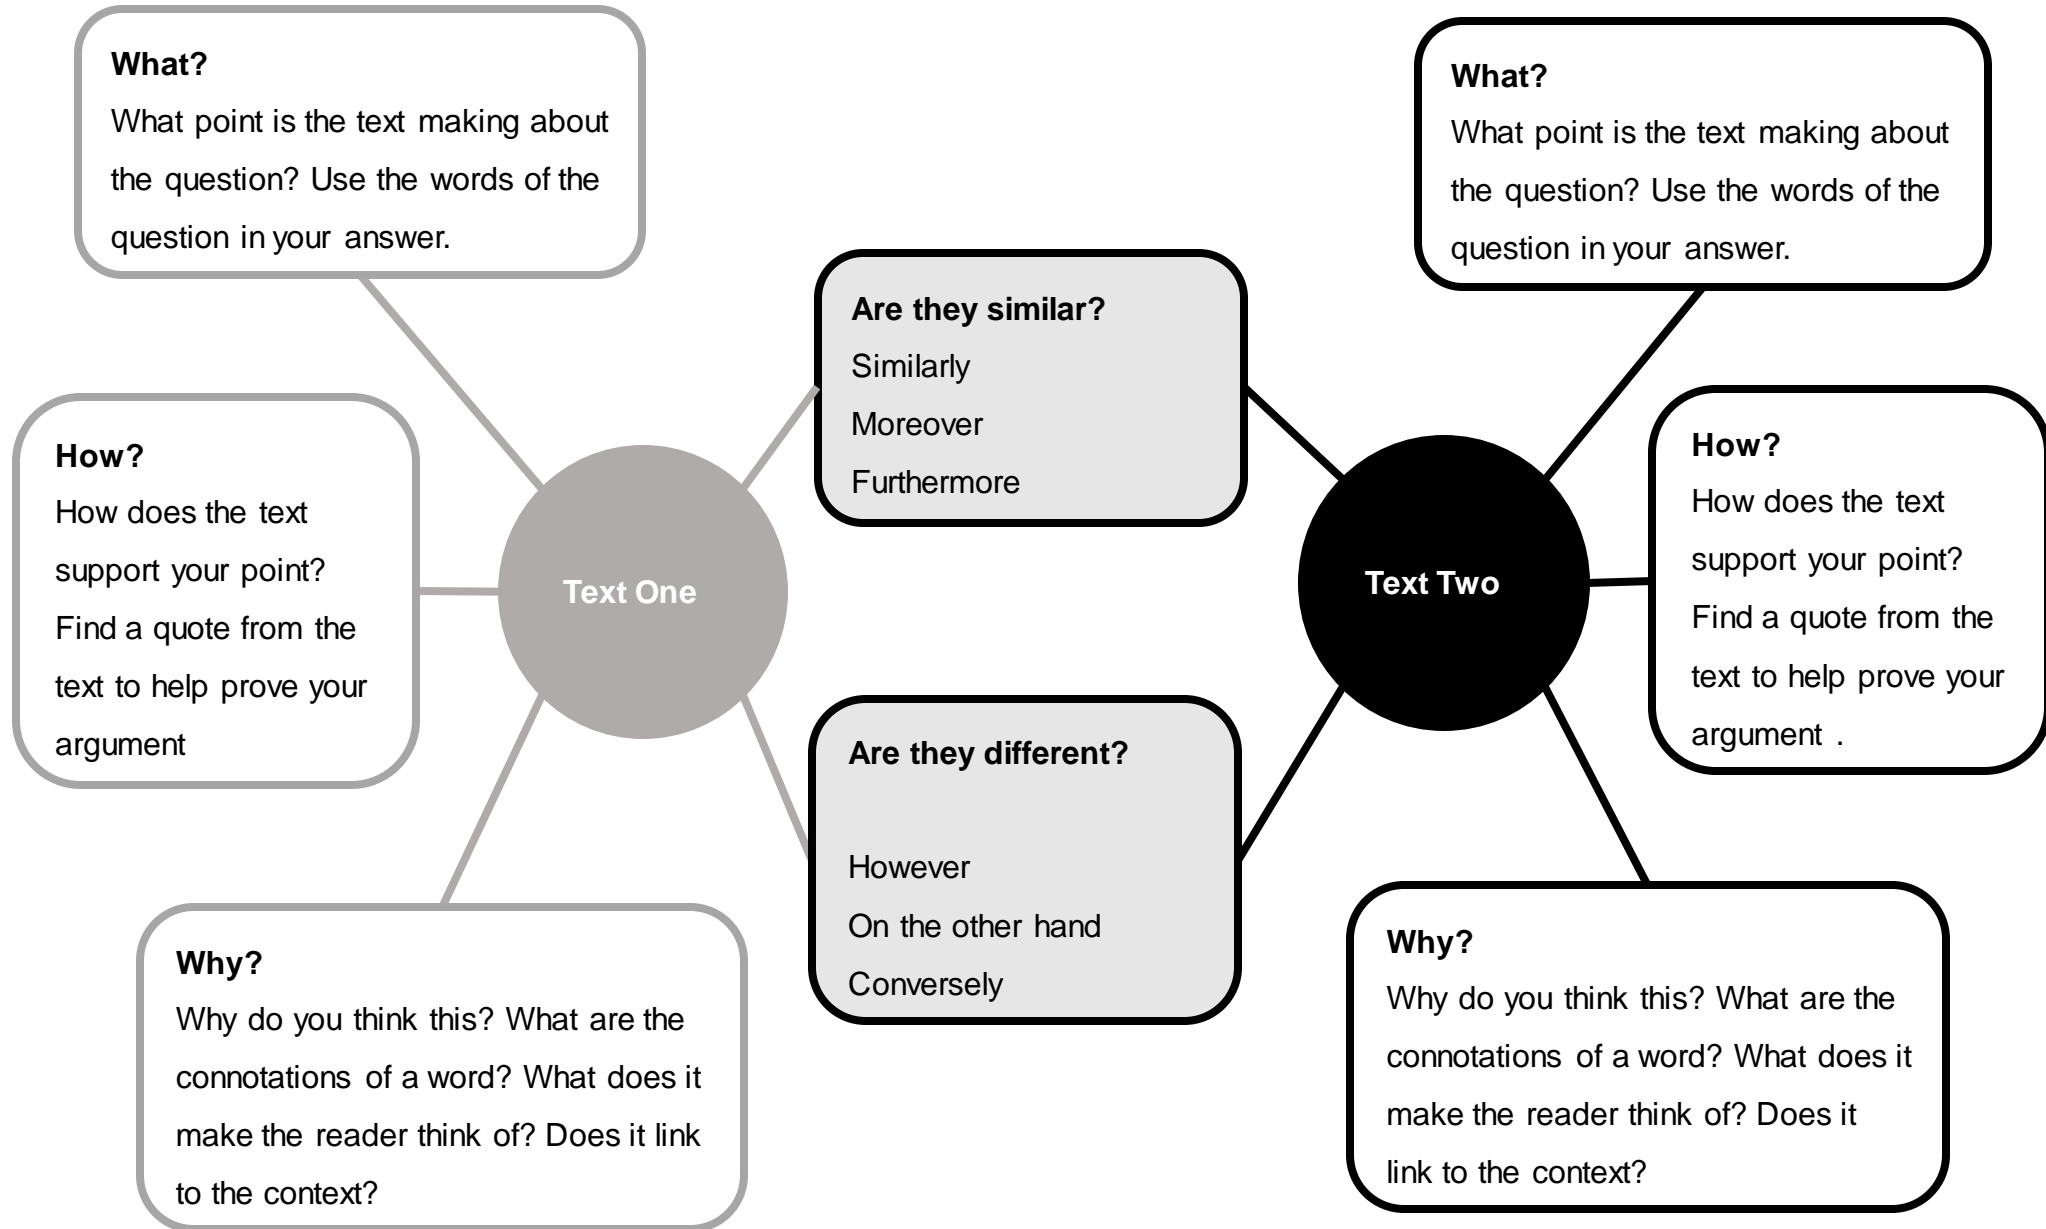 What?
What point is the text making about
the question? Use the words of the
question in your answer.
How?
How does the text
support your point?
Find a quote from the
text to help prove your
argument
Why?
Why do you think this? What are the
connotations of a word? What does it
make the reader think of? Does it link
to the context?
Text One
Are they similar?
Similarly
Moreover
Furthermore
Are they different?
However
On the other hand
Conversely
Text Two
What?
What point is the text making about
the question? Use the words of the
question in your answer.
How?
How does the text
support your point?
Find a quote from the
text to help prove your
argument .
Why?
Why do you think this? What are the
connotations of a word? What does it
make the reader think of? Does it
link to the context?